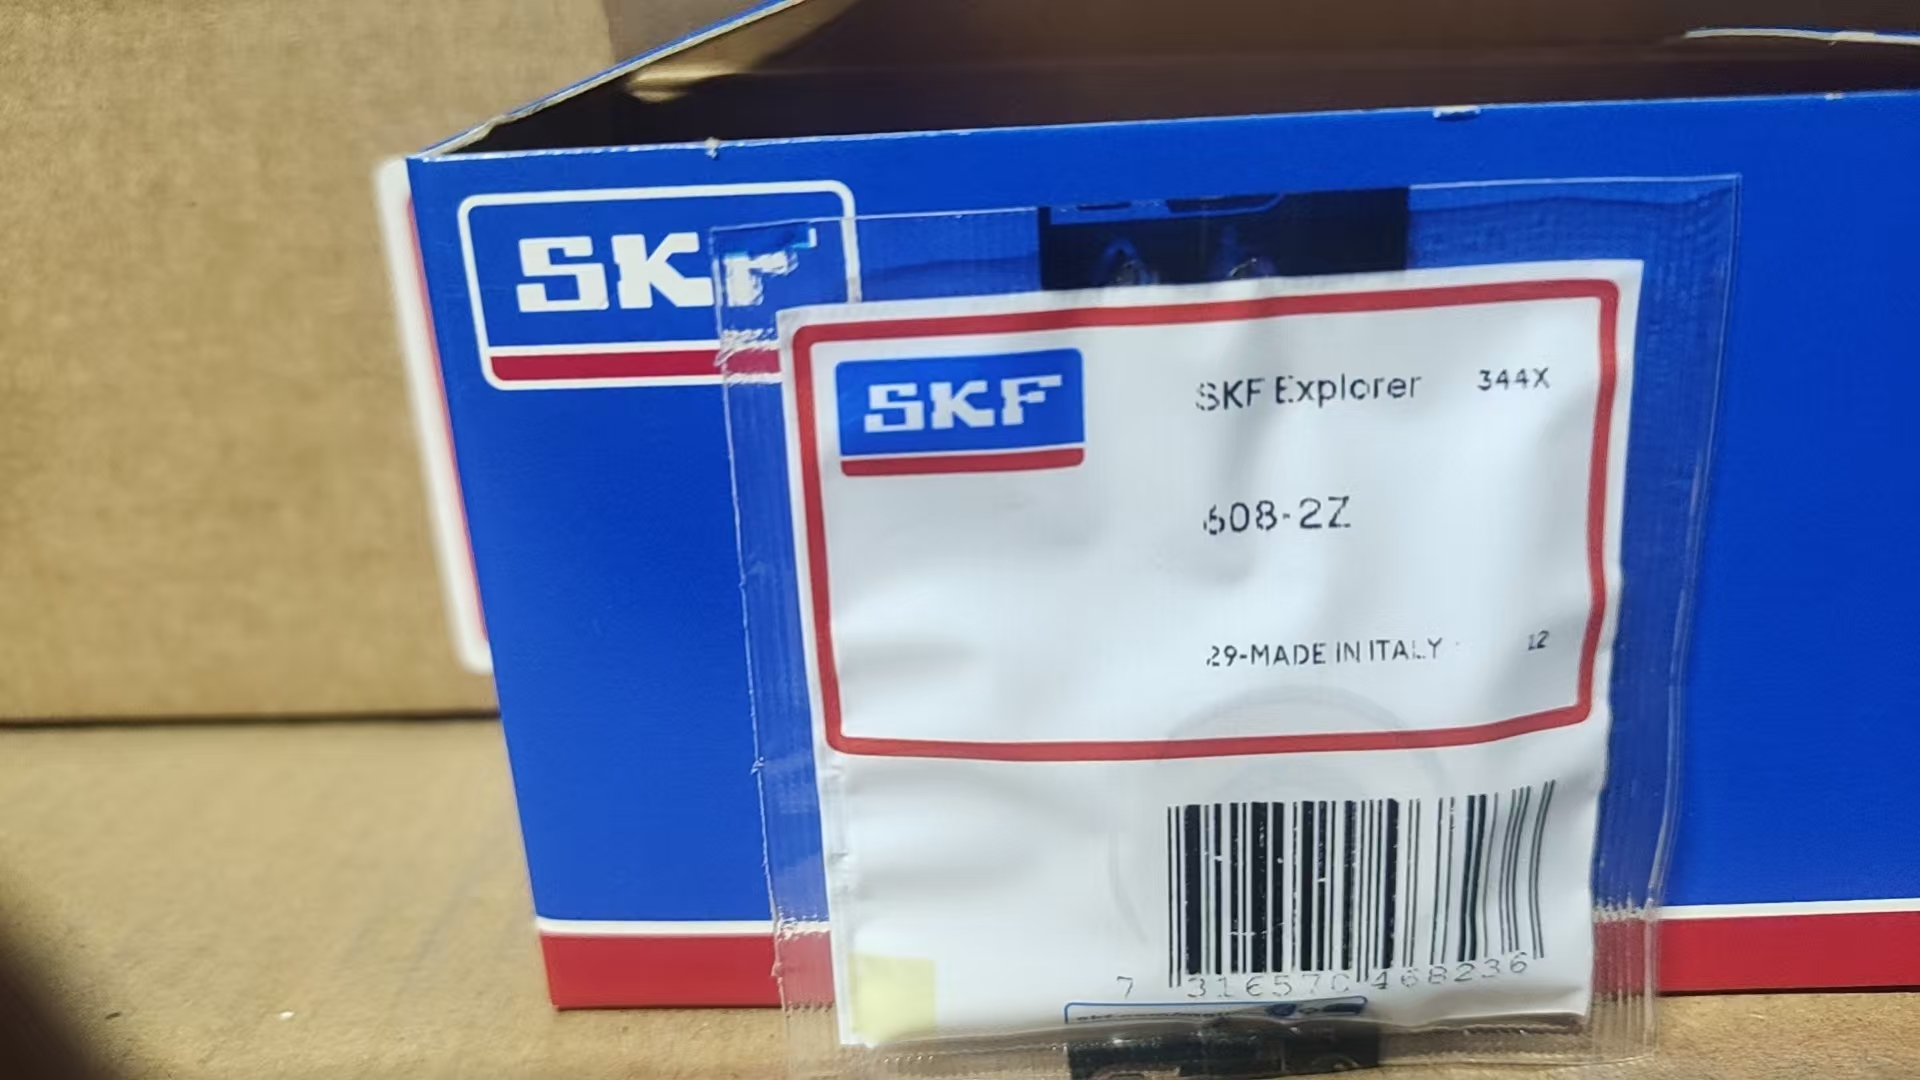 SKF
SKF
SKF Explorer 344X
608-2Z
29-MADE IN ITALY 12
7 316570 468236